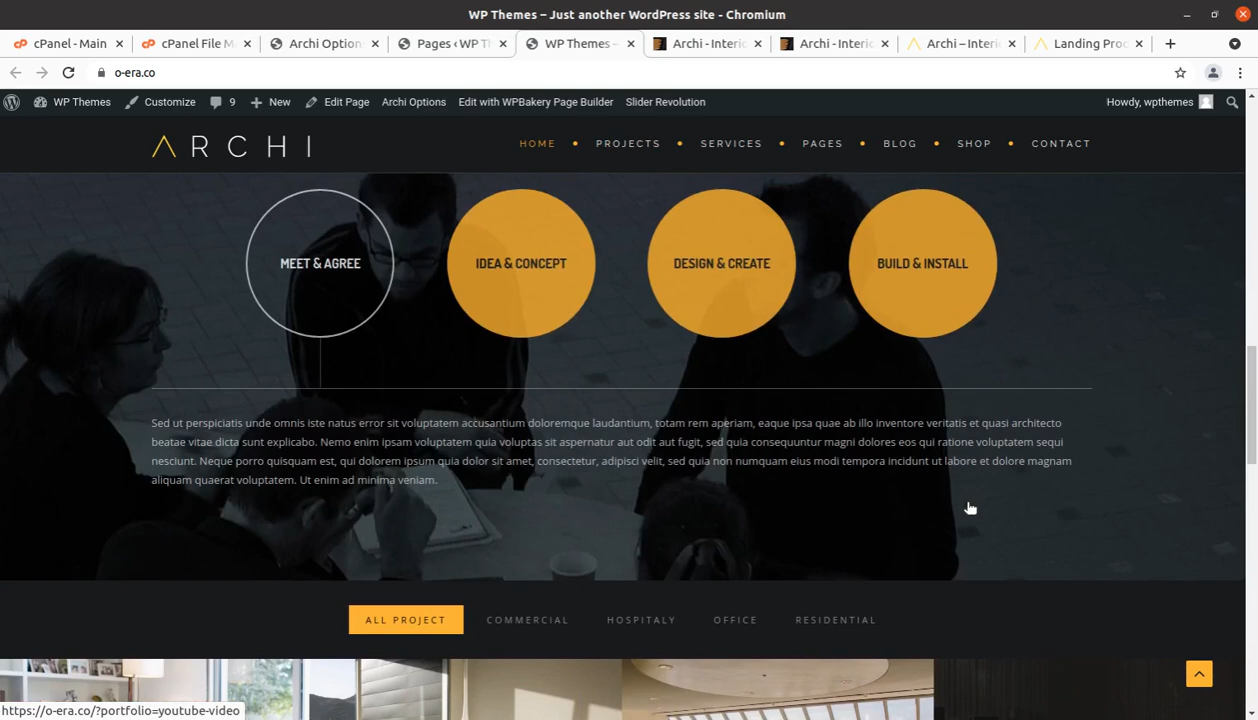 WP Themes – Just another WordPress site - Chromium
cPanel - Main
cPanel File M
Archi Option
Pages ‹ WP T
WP Themes –
Archi - Interio
Archi - Interio
Archi – Interi
Landing Proc
o-era.co
WP Themes
Customize
9
New
Edit Page
Archi Options
Edit with WPBakery Page Builder
Slider Revolution
Howdy, wpthemes
ARCHI
HOME
PROJECTS
SERVICES
PAGES
BLOG
SHOP
CONTACT
MEET & AGREE
IDEA & CONCEPT
DESIGN & CREATE
BUILD & INSTALL
Sed ut perspiciatis unde omnis iste natus error sit voluptatem accusantium doloremque laudantium, totam rem aperiam, eaque ipsa quae ab illo inventore veritatis et quasi architecto
beatae vitae dicta sunt explicabo. Nemo enim ipsam voluptatem quia voluptas sit aspernatur aut odit aut fugit, sed quia consequuntur magni dolores eos qui ratione voluptatem sequi
nesciunt. Neque porro quisquam est, qui dolorem ipsum quia dolor sit amet, consectetur, adipisci velit, sed quia non numquam eius modi tempora incidunt ut labore et dolore magnam
aliquam quaerat voluptatem. Ut enim ad minima veniam.
ALL PROJECT
COMMERCIAL
HOSPITALY
OFFICE
RESIDENTIAL
https://o-era.co/?portfolio=youtube-video